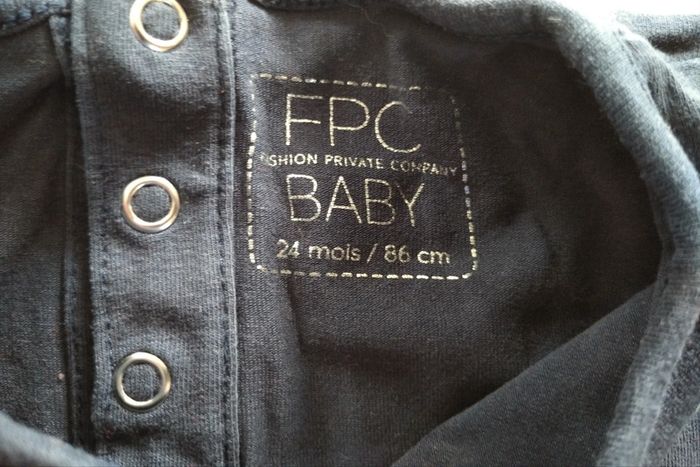 FPC
FASHION PRIVATE COMPANY
BABY
24 mois / 86 cm